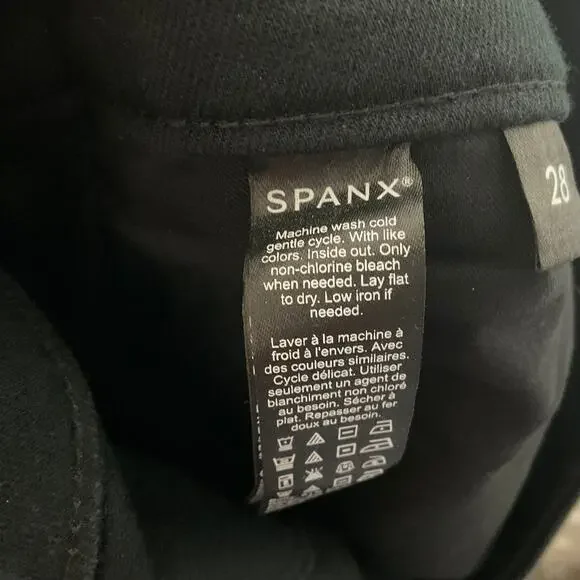 SPANX®
Machine wash cold
gentle cycle. With like
colors. Inside out. Only
non-chlorine bleach
when needed. Lay flat
to dry. Low iron if
needed.
Laver à la machine à
froid à l'envers. Avec
des couleurs similaires.
Cycle délicat. Utiliser
seulement un agent de
blanchiment non chloré
au besoin. Sécher à
plat. Repasser au fer
doux au besoin.
28